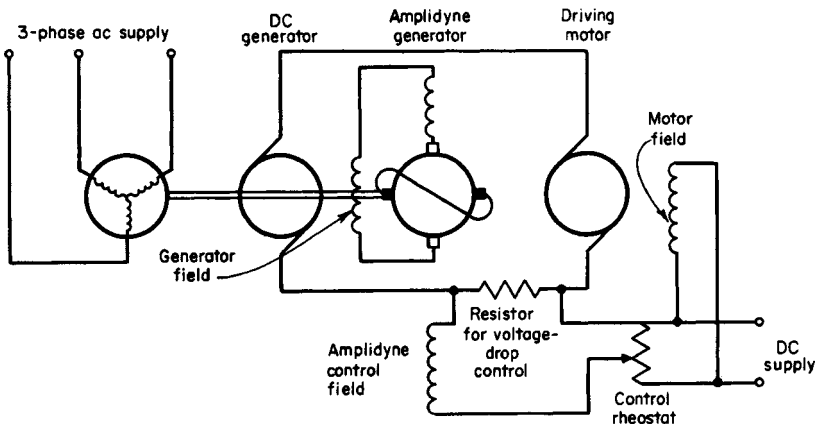 3-phase ac supply
DC
generator
Amplidyne
generator
Driving
motor
Motor
field
Generator
field
Resistor
for voltage-
drop
control
Amplidyne
control
field
DC
supply
Control
rheostat